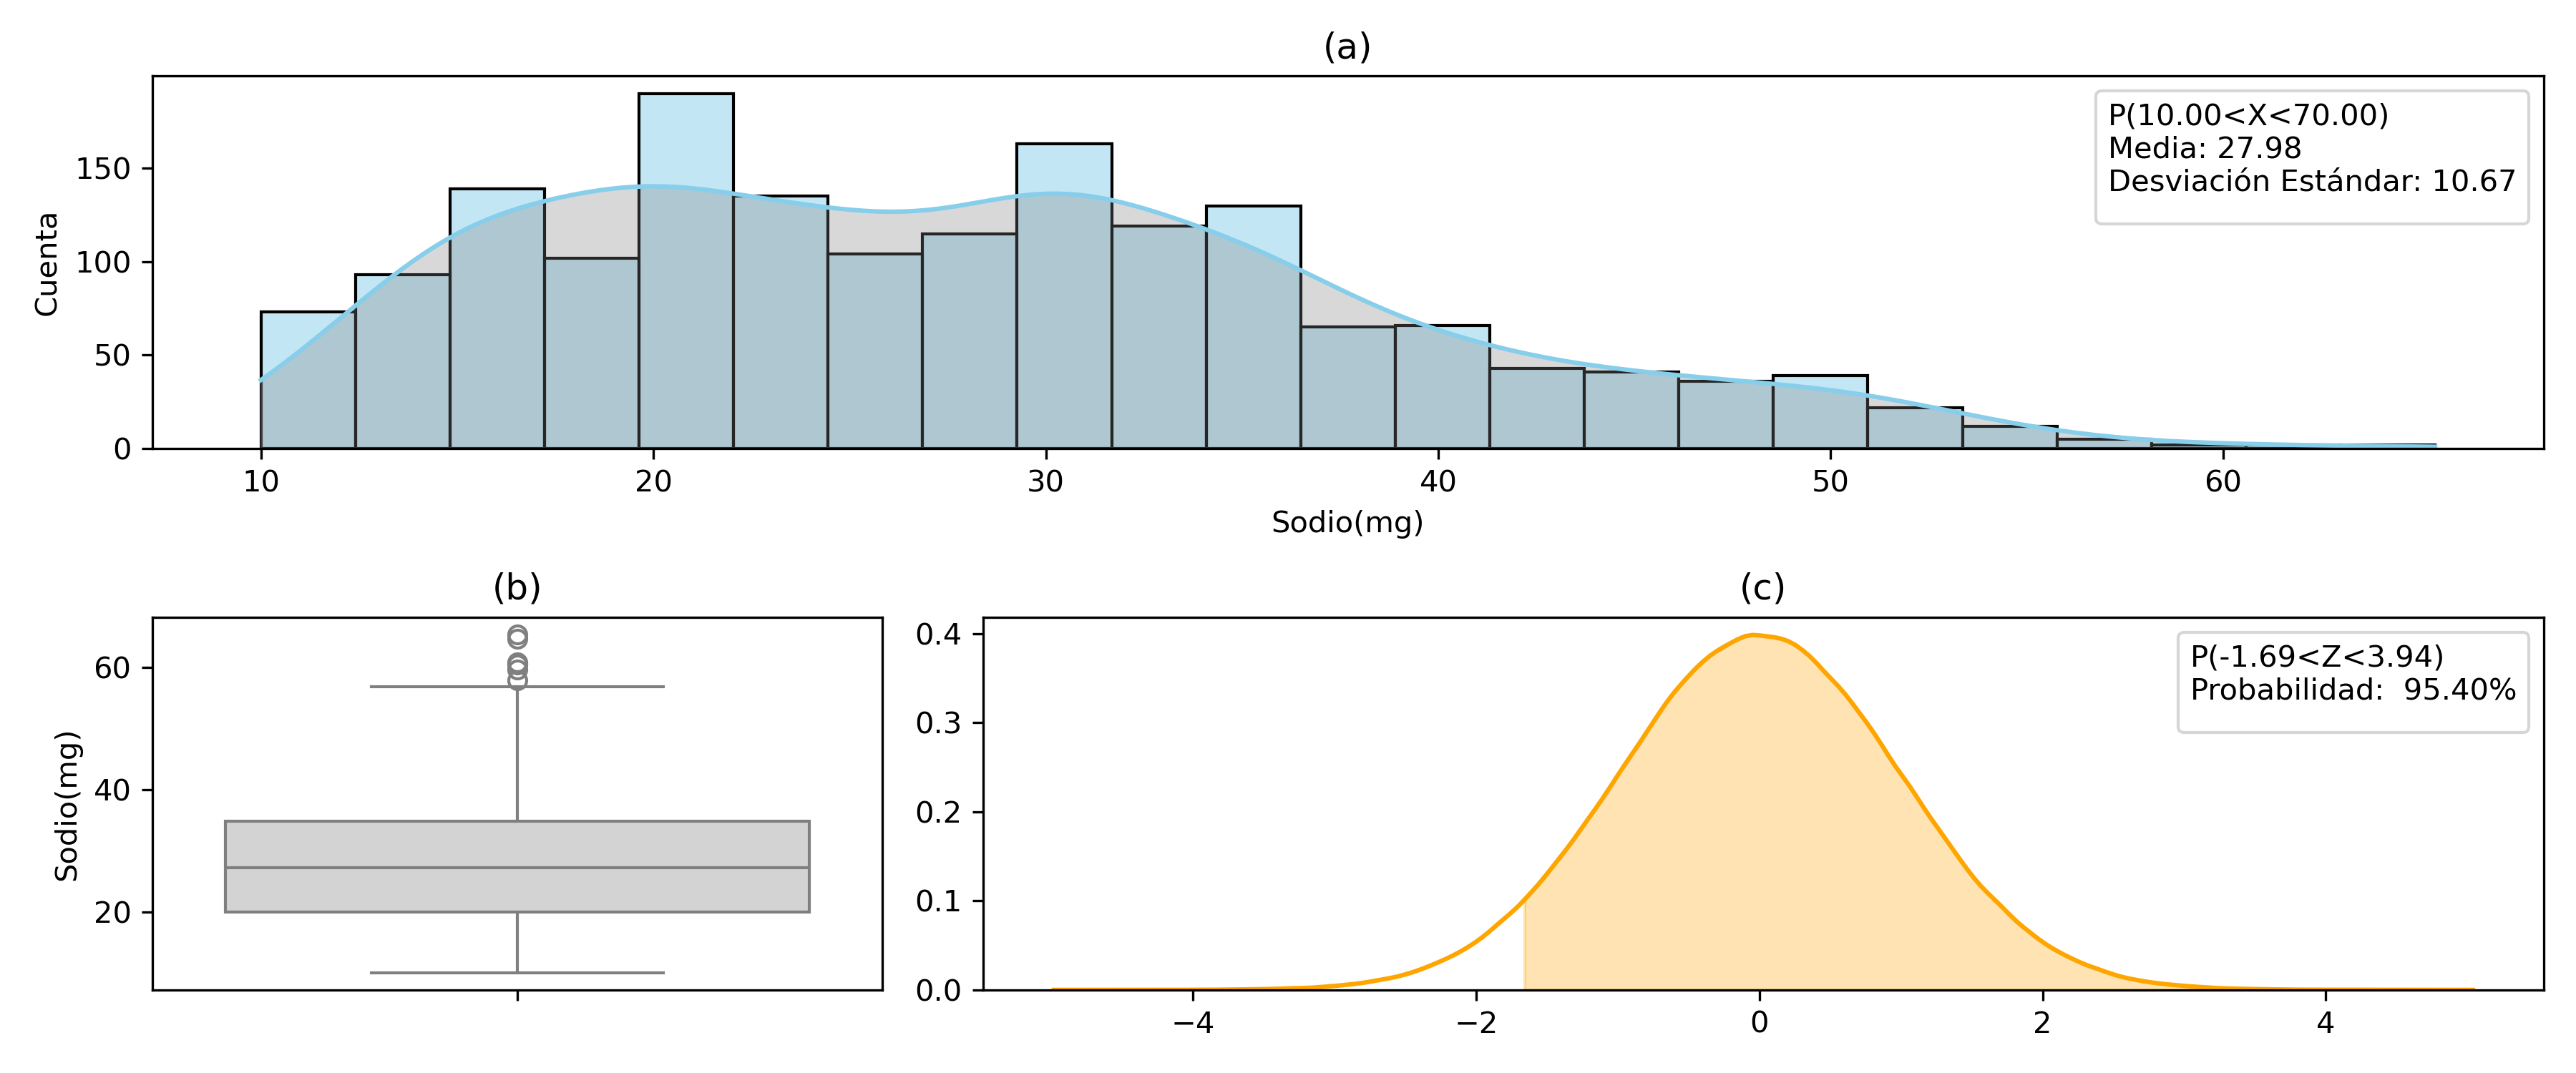 (a)
P(10.00<X<70.00)
Media: 27.98
Desviación Estándar: 10.67
Cuenta
150
100
50
0
10 20 30 40 50 60
Sodio(mg)
(b)
Sodio(mg)
60
40
20
(c)
P(-1.69<Z<3.94)
Probabilidad:  95.40%
0.4
0.3
0.2
0.1
0.0
−4 −2 0 2 4